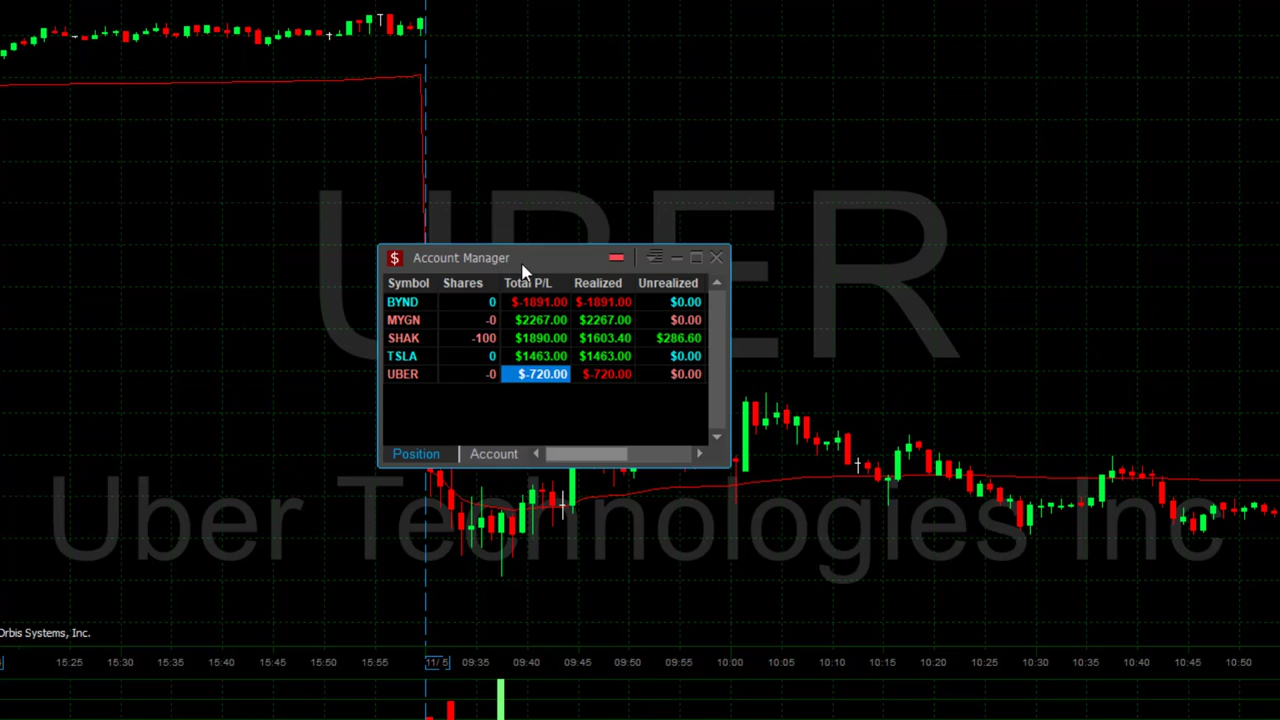 UBER
Uber Technologies Inc
$ Account Manager
Symbol Shares Total P/L Realized Unrealized
BYND 0 $-1891.00 $-1891.00 $0.00
MYGN -0 $2267.00 $2267.00 $0.00
SHAK -100 $1890.00 $1603.40 $286.60
TSLA 0 $1463.00 $1463.00 $0.00
UBER -0 $-720.00 $-720.00 $0.00
Position Account
Orbis Systems, Inc.
15:25 15:30 15:35 15:40 15:45 15:50 15:55 11/ 5 09:35 09:40 09:45 09:50 09:55 10:00 10:05 10:10 10:15 10:20 10:25 10:30 10:35 10:40 10:45 10:50